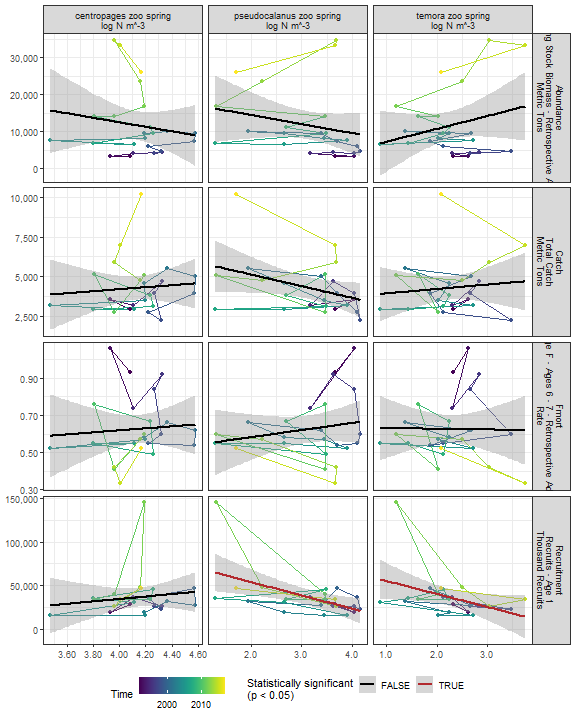 centropages zoo spring
log N m^-3
pseudocalanus zoo spring
log N m^-3
temora zoo spring
log N m^-3
30,000
20,000
10,000
0
Abundance
Stock Biomass - Retrospective
Metric Tons
10,000
7,500
5,000
2,500
Catch
Total Catch
Metric Tons
0.90
0.70
0.50
0.30
Fmort
F - Ages 6 - 7 - Retrospective
Rate
150,000
100,000
50,000
0
Recruitment
Recruits - Age 1
Thousand Recruits
3.60 3.80 4.00 4.20 4.40 4.60
2.0 3.0 4.0
1.0 2.0 3.0
Time
2000 2010
Statistically significant
(p < 0.05)
FALSE
TRUE